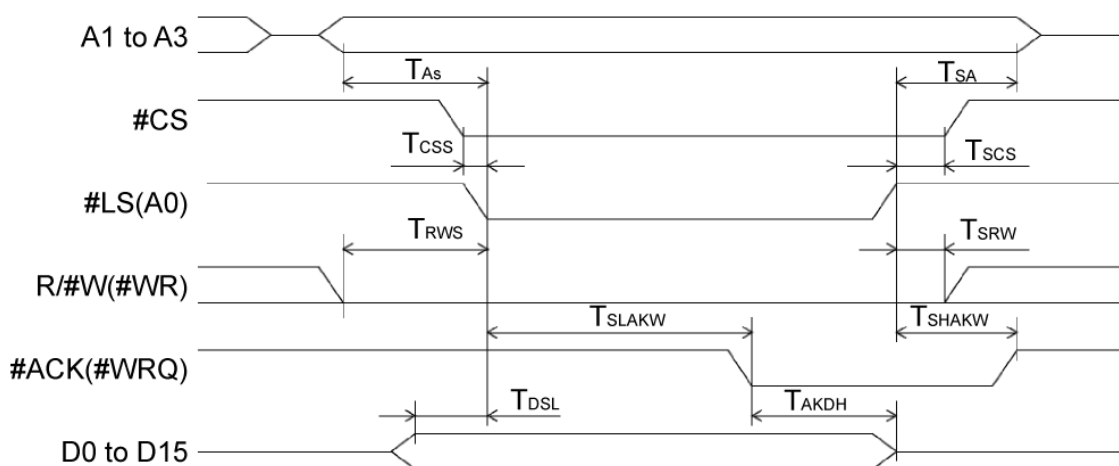 A1 to A3
TAs
TSA
#CS
TCSS
TSCS
#LS(A0)
TRWS
TSRW
R/#W(#WR)
TSLAKW
TSHAKW
#ACK(#WRQ)
TDSL
TAKDH
D0 to D15